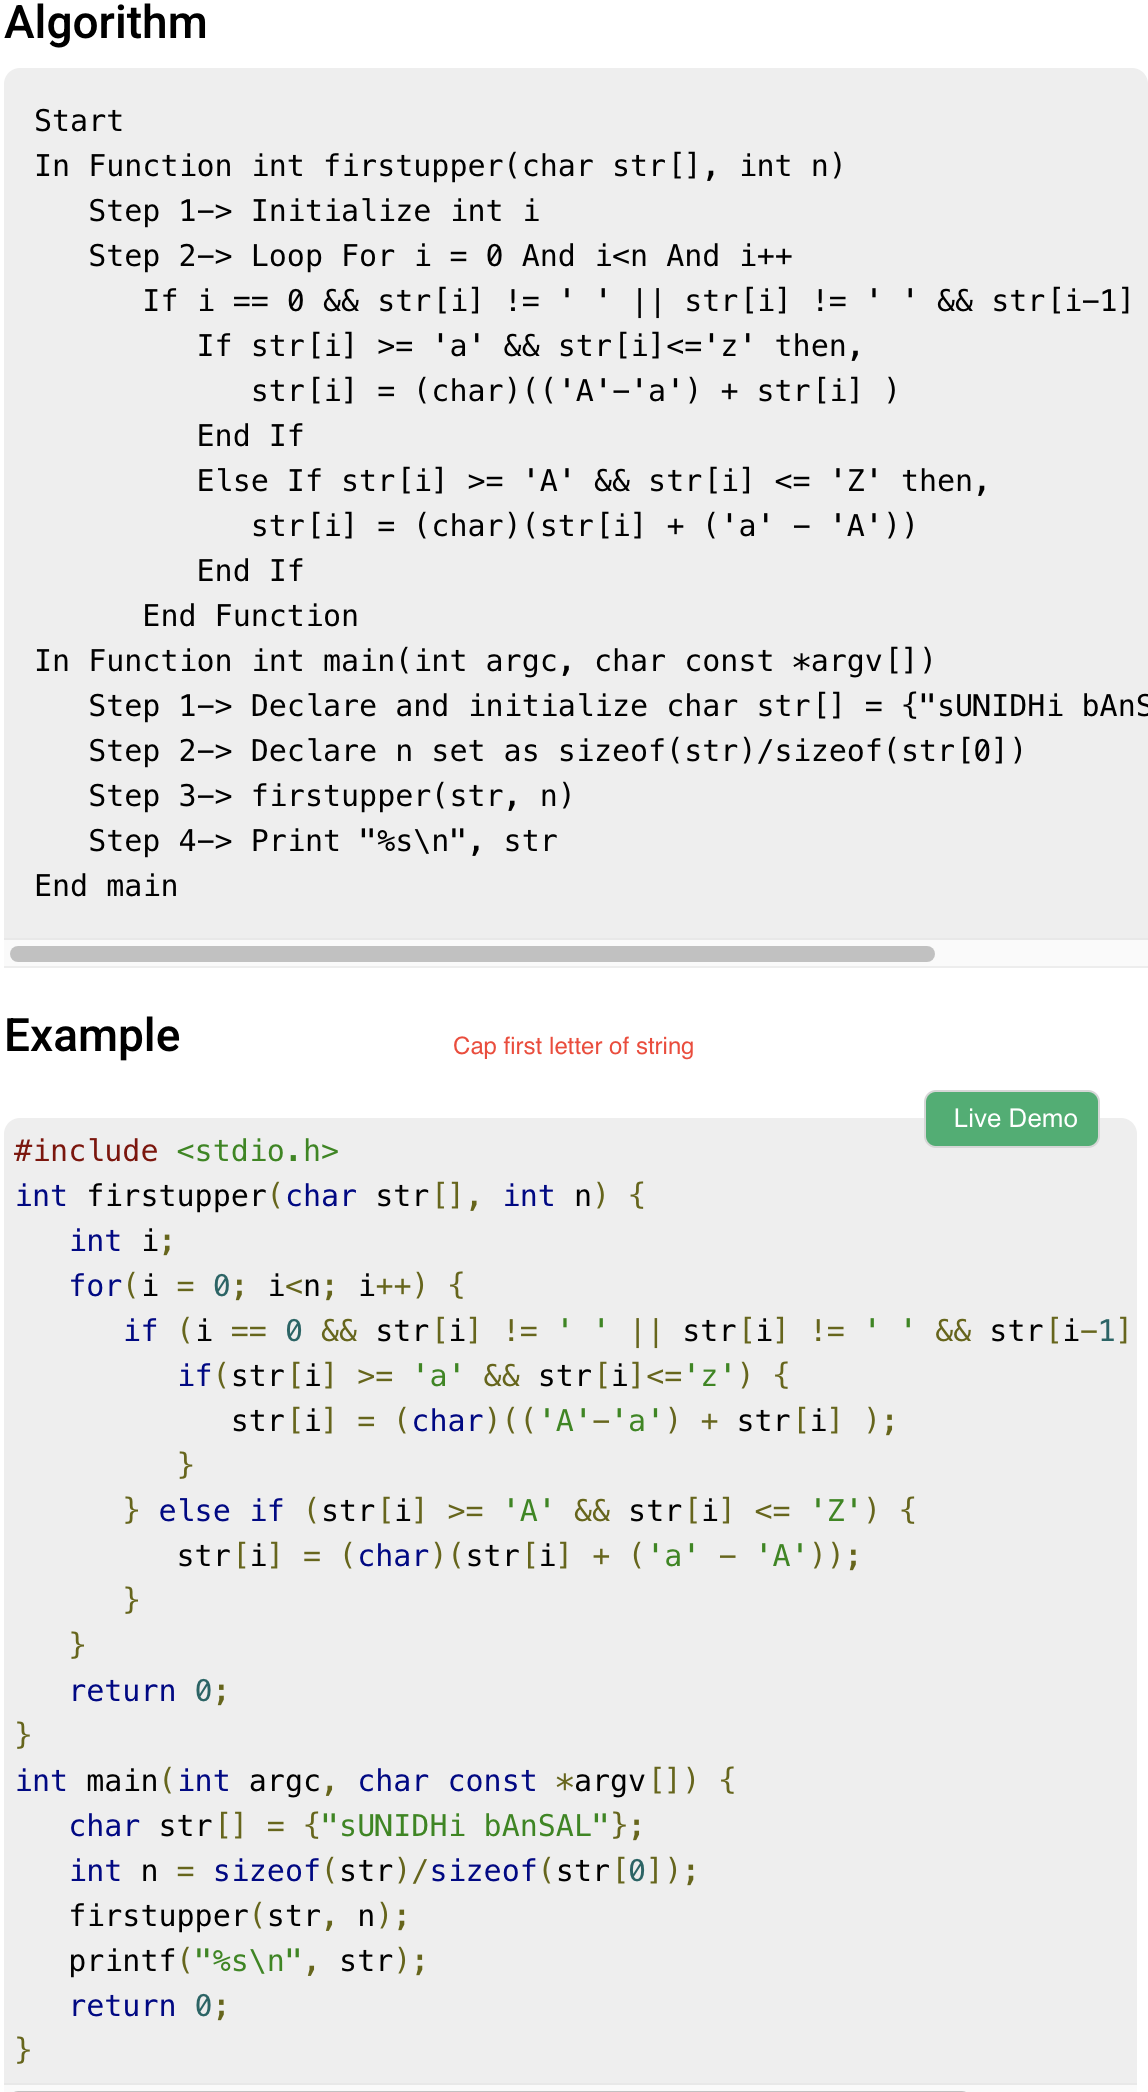 Algorithm
Start
In Function int firstupper(char str[], int n)
   Step 1-> Initialize int i
   Step 2-> Loop For i = 0 And i<n And i++
      If i == 0 && str[i] != ' ' || str[i] != ' ' && str[i-1]
         If str[i] >= 'a' && str[i]<='z' then,
            str[i] = (char)(('A'-'a') + str[i] )
         End If
         Else If str[i] >= 'A' && str[i] <= 'Z' then,
            str[i] = (char)(str[i] + ('a' - 'A'))
         End If
      End Function
In Function int main(int argc, char const *argv[])
   Step 1-> Declare and initialize char str[] = {"sUNIDHi bAnS
   Step 2-> Declare n set as sizeof(str)/sizeof(str[0])
   Step 3-> firstupper(str, n)
   Step 4-> Print "%s\n", str
End main
Example
Cap first letter of string
Live Demo
#include <stdio.h>
int firstupper(char str[], int n) {
   int i;
   for(i = 0; i<n; i++) {
      if (i == 0 && str[i] != ' ' || str[i] != ' ' && str[i-1]
         if(str[i] >= 'a' && str[i]<='z') {
            str[i] = (char)(('A'-'a') + str[i] );
         }
      } else if (str[i] >= 'A' && str[i] <= 'Z') {
         str[i] = (char)(str[i] + ('a' - 'A'));
      }
   }
   return 0;
}
int main(int argc, char const *argv[]) {
   char str[] = {"sUNIDHi bAnSAL"};
   int n = sizeof(str)/sizeof(str[0]);
   firstupper(str, n);
   printf("%s\n", str);
   return 0;
}